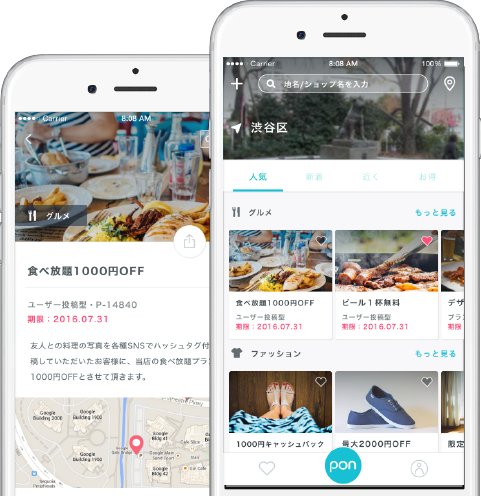 Carrier
8:08 AM
グルメ
食べ放題1000円OFF
ユーザー投稿型・P-14840
期限：2016.07.31
友人との料理の写真を各種SNSでハッシュタグ付
稿していただいたお客様に、当店の食べ放題プラン
1000円OFFとさせて頂きます。
Google
Building 1900
Google
Building 2000
Google
Bldg 40
Google
Bldg 41
Google
Bldg 42
Carrier
8:08 AM
100%
地名/ショップ名を入力
渋谷区
人気
新着
近く
お得
グルメ
もっと見る
食べ放題1000円OFF
ユーザー投稿型
期限：2016.07.31
ビール１杯無料
ユーザー投稿型
期限：2016.07.31
デザ
プラン
期限：
ファッション
もっと見る
1000円キャッシュバック
最大2000円OFF
限定
pon